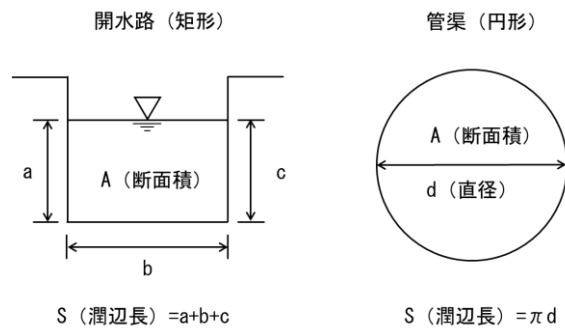 開水路（矩形）
管渠（円形）
a
A（断面積）
c
b
A（断面積）
d（直径）
S（潤辺長）=a+b+c
S（潤辺長）=πd